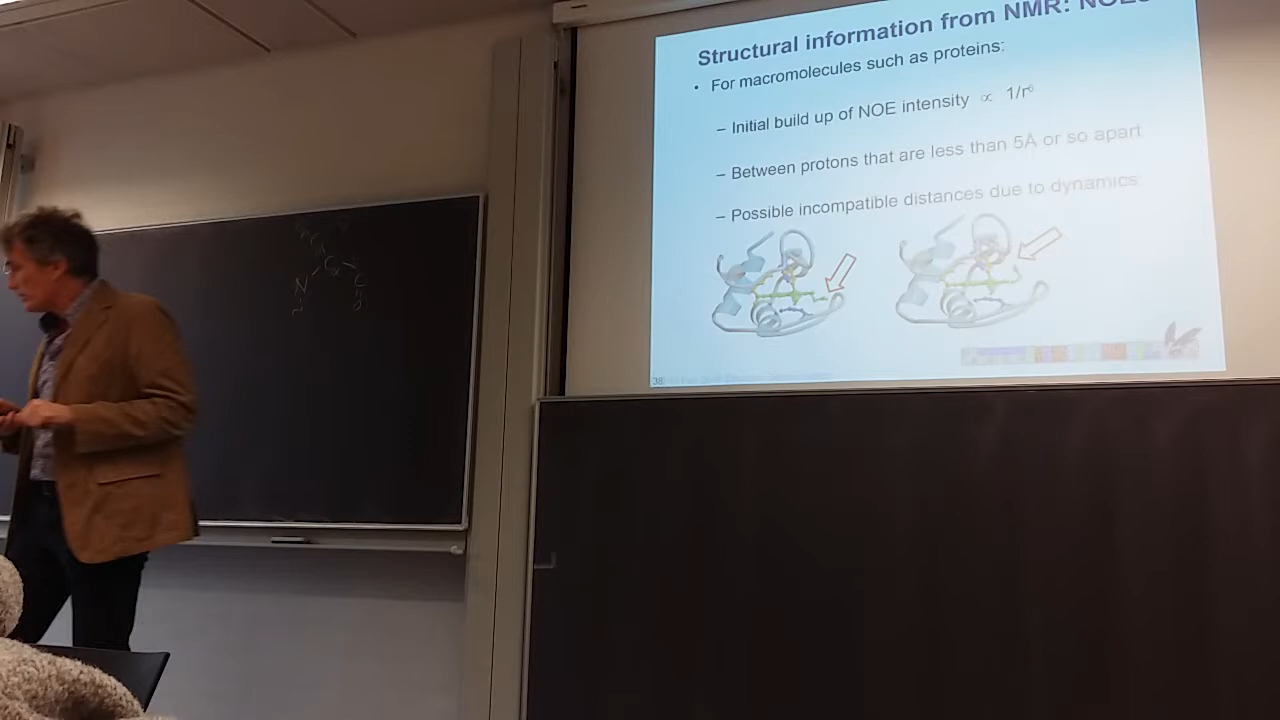 Structural information from NMR: NOEs
• For macromolecules such as proteins:
– Initial build up of NOE intensity ∝ 1/r⁶
– Between protons that are less than 5Å or so apart
– Possible incompatible distances due to dynamics
38
N
C